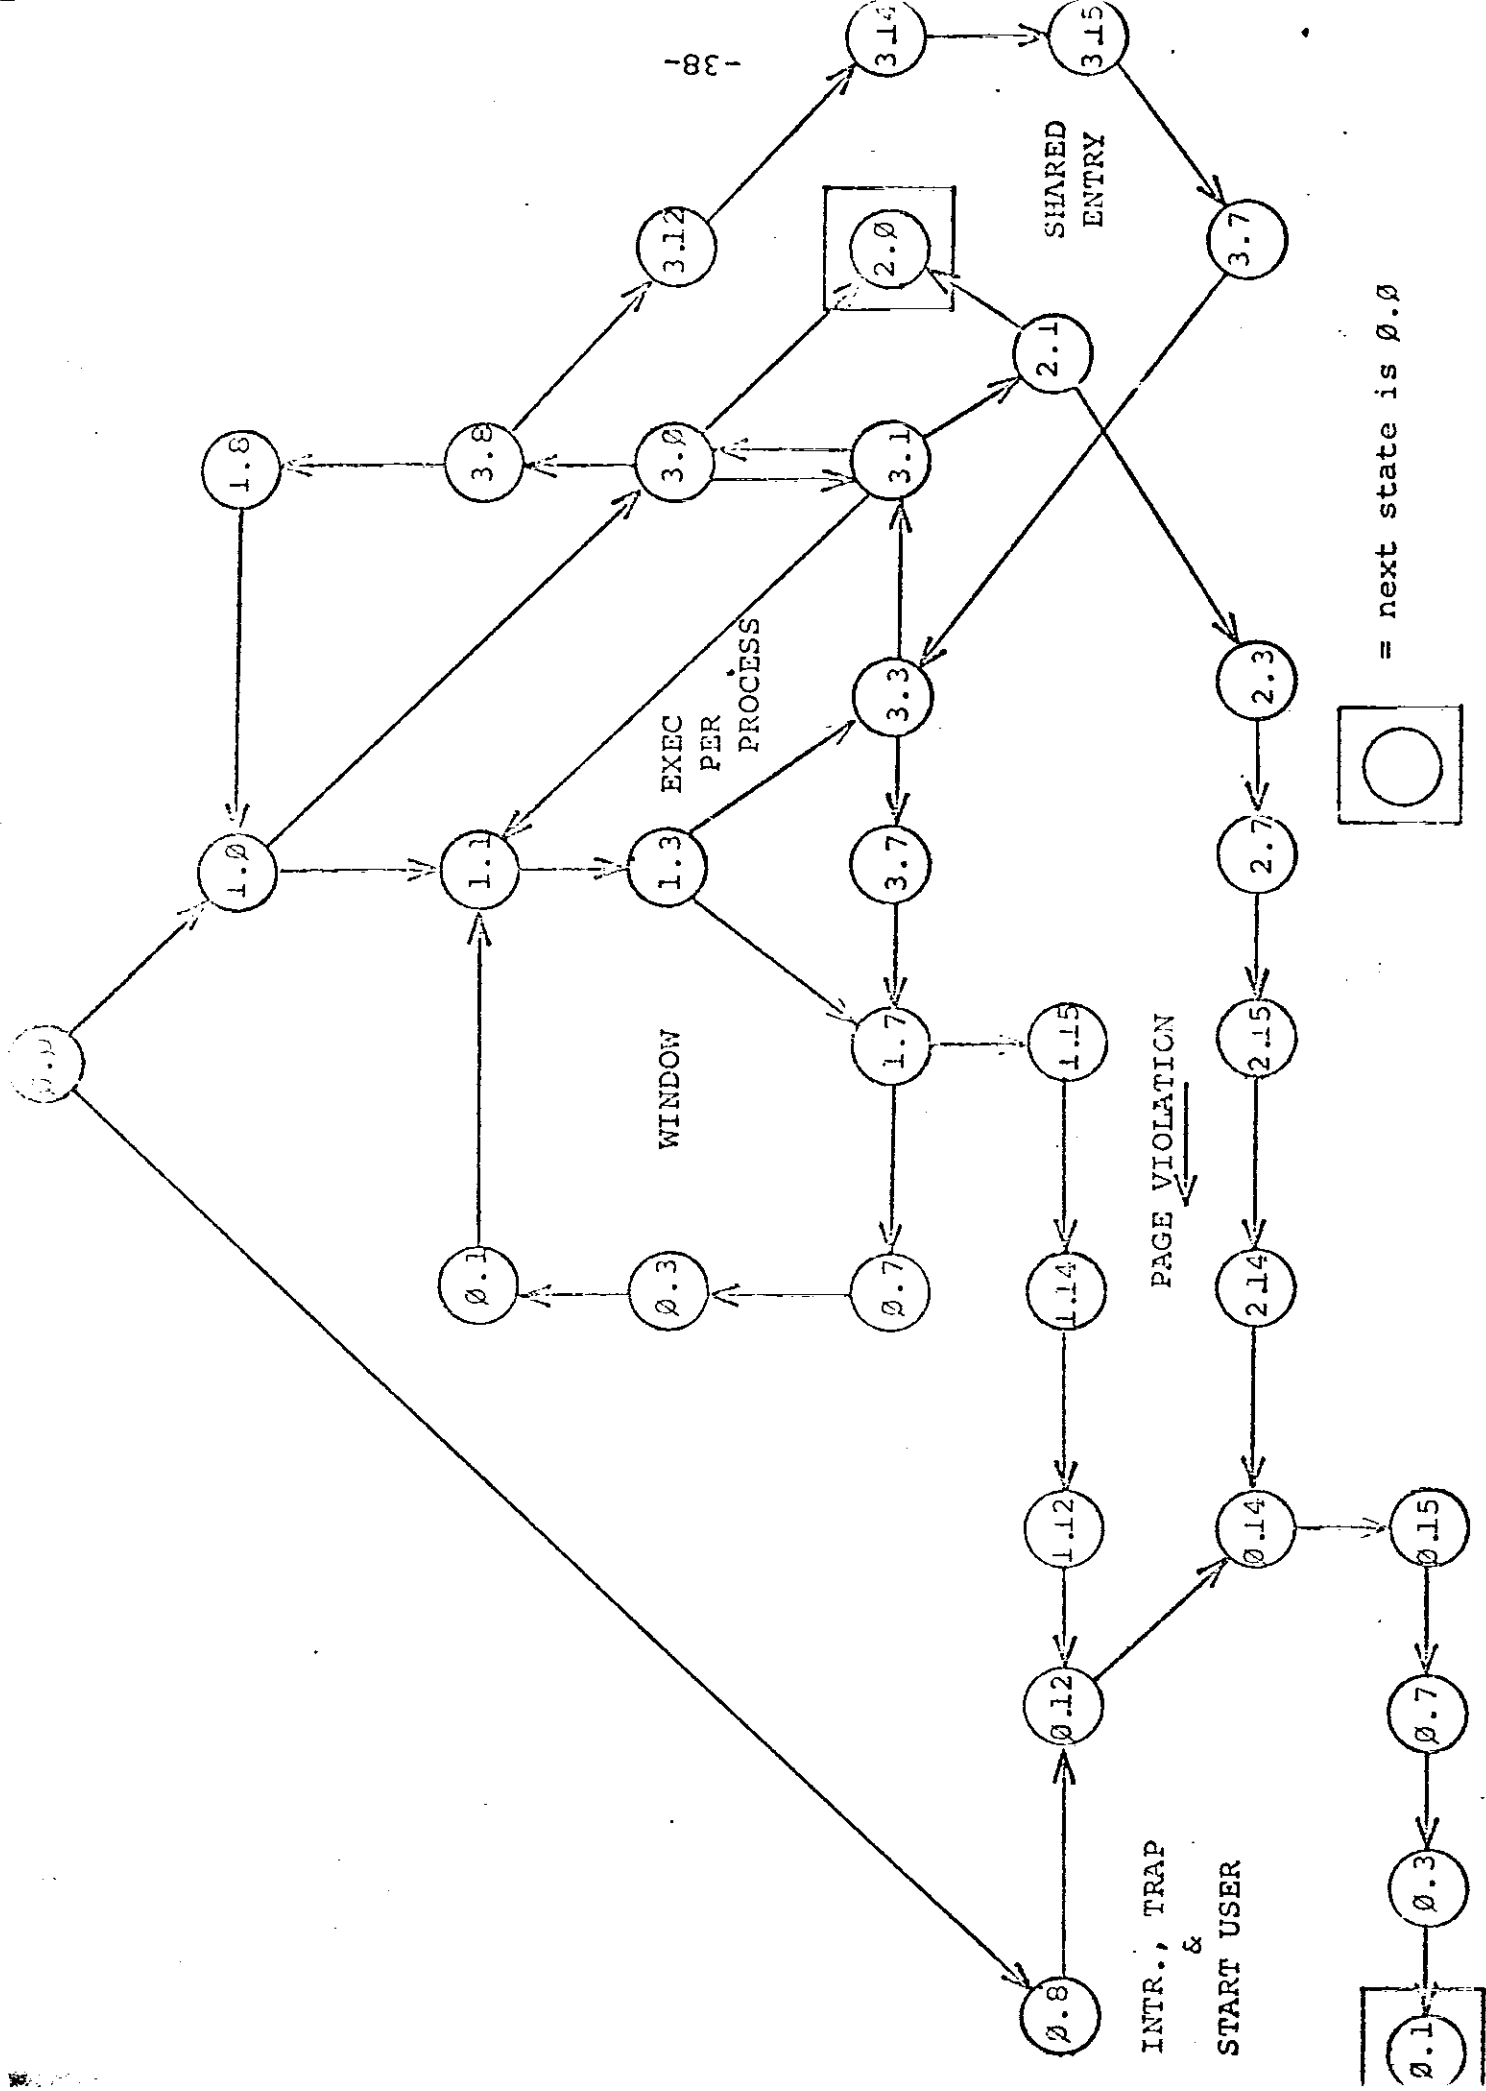 Ø.Ø
1.Ø
1.8
Ø.1
1.1
3.8
Ø.3
WINDOW
1.3
EXEC
PER
PROCESS
3.Ø
3.12
-38-
Ø.7
1.7
3.7
3.3
3.1
2.Ø
3.14
Ø.8
Ø.12
1.12
1.14
1.15
2.1
SHARED
ENTRY
3.15
INTR., TRAP
&
START USER
PAGE VIOLATION
Ø.14
2.14
2.15
2.7
2.3
3.7
Ø.1
Ø.3
Ø.7
Ø.15
= next state is Ø.Ø